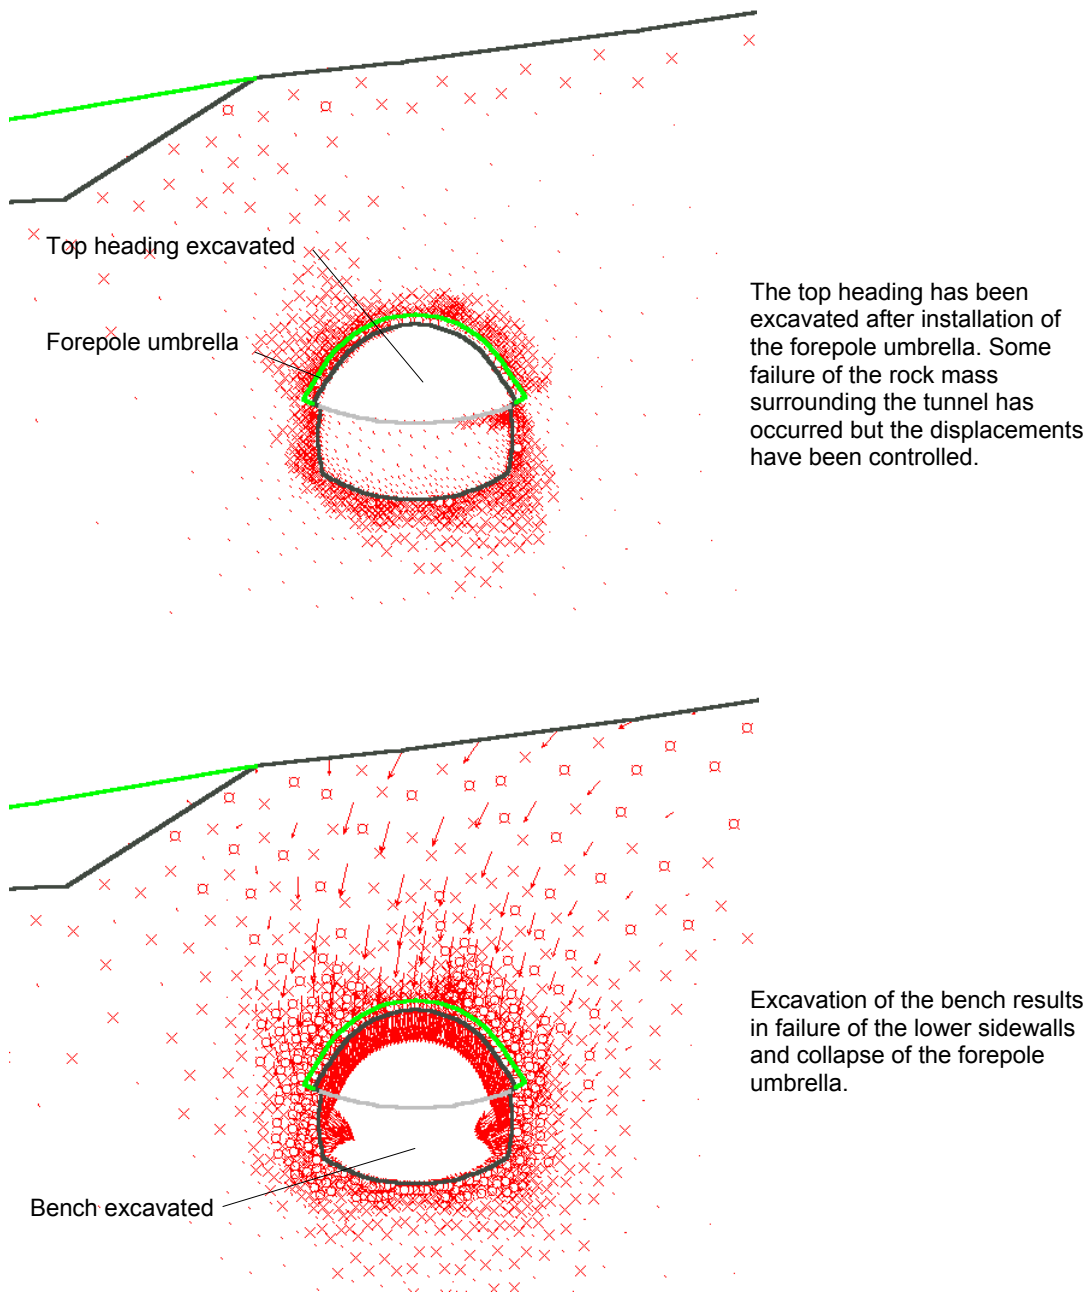 Top heading excavated
Forepole umbrella
The top heading has been
excavated after installation of
the forepole umbrella. Some
failure of the rock mass
surrounding the tunnel has
occurred but the displacements
have been controlled.
Excavation of the bench results
in failure of the lower sidewalls
and collapse of the forepole
umbrella.
Bench excavated